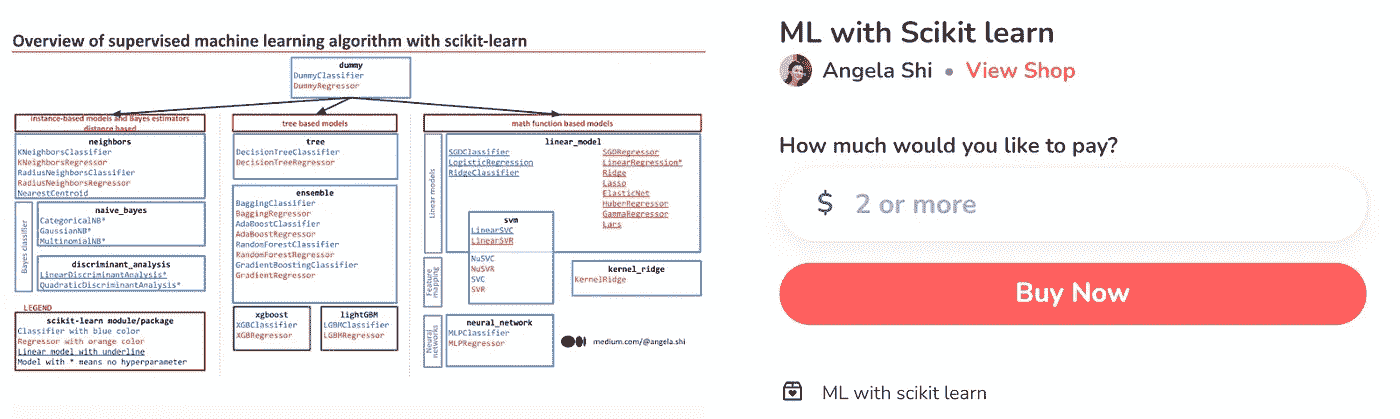 Overview of supervised machine learning algorithm with scikit-learn
dummy
DummyClassifier
DummyRegressor
instance-based models and Bayes estimators
distance based
neighbors
KNeighborsClassifier
KNeighborsRegressor
RadiusNeighborsClassifier
RadiusNeighborsRegressor
NearestCentroid
Bayes classifier
naive_bayes
CategoricalNB*
GaussianNB*
MultinomialNB*
discriminant_analysis
LinearDiscriminantAnalysis*
QuadraticDiscriminantAnalysis*
LEGEND
scikit-learn module/package
Classifier with blue color
Regressor with orange color
Linear model with underline
Model with * means no hyperparameter
tree based models
tree
DecisionTreeClassifier
DecisionTreeRegressor
ensemble
BaggingClassifier
BaggingRegressor
AdaBoostClassifier
AdaBoostRegressor
RandomForestClassifier
RandomForestRegressor
GradientBoostingClassifier
GradientRegressor
xgboost
XGBClassifier
XGBRegressor
lightGBM
LGBMClassifier
LGBMRegressor
math function based models
Linear models
linear_model
SGDClassifier
LogisticRegression
RidgeClassifier
SGDRegressor
LinearRegression*
Ridge
Lasso
ElasticNet
HuberRegressor
GammaRegressor
Lars
svm
LinearSVC
LinearSVR
Feature
mapping
NuSVC
NuSVR
SVC
SVR
kernel_ridge
KernelRidge
Neural
networks
neural_network
MLPClassifier
MLPRegressor
medium.com/@angela.shi
ML with Scikit learn
Angela Shi • View Shop
How much would you like to pay?
$ 2 or more
Buy Now
ML with scikit learn